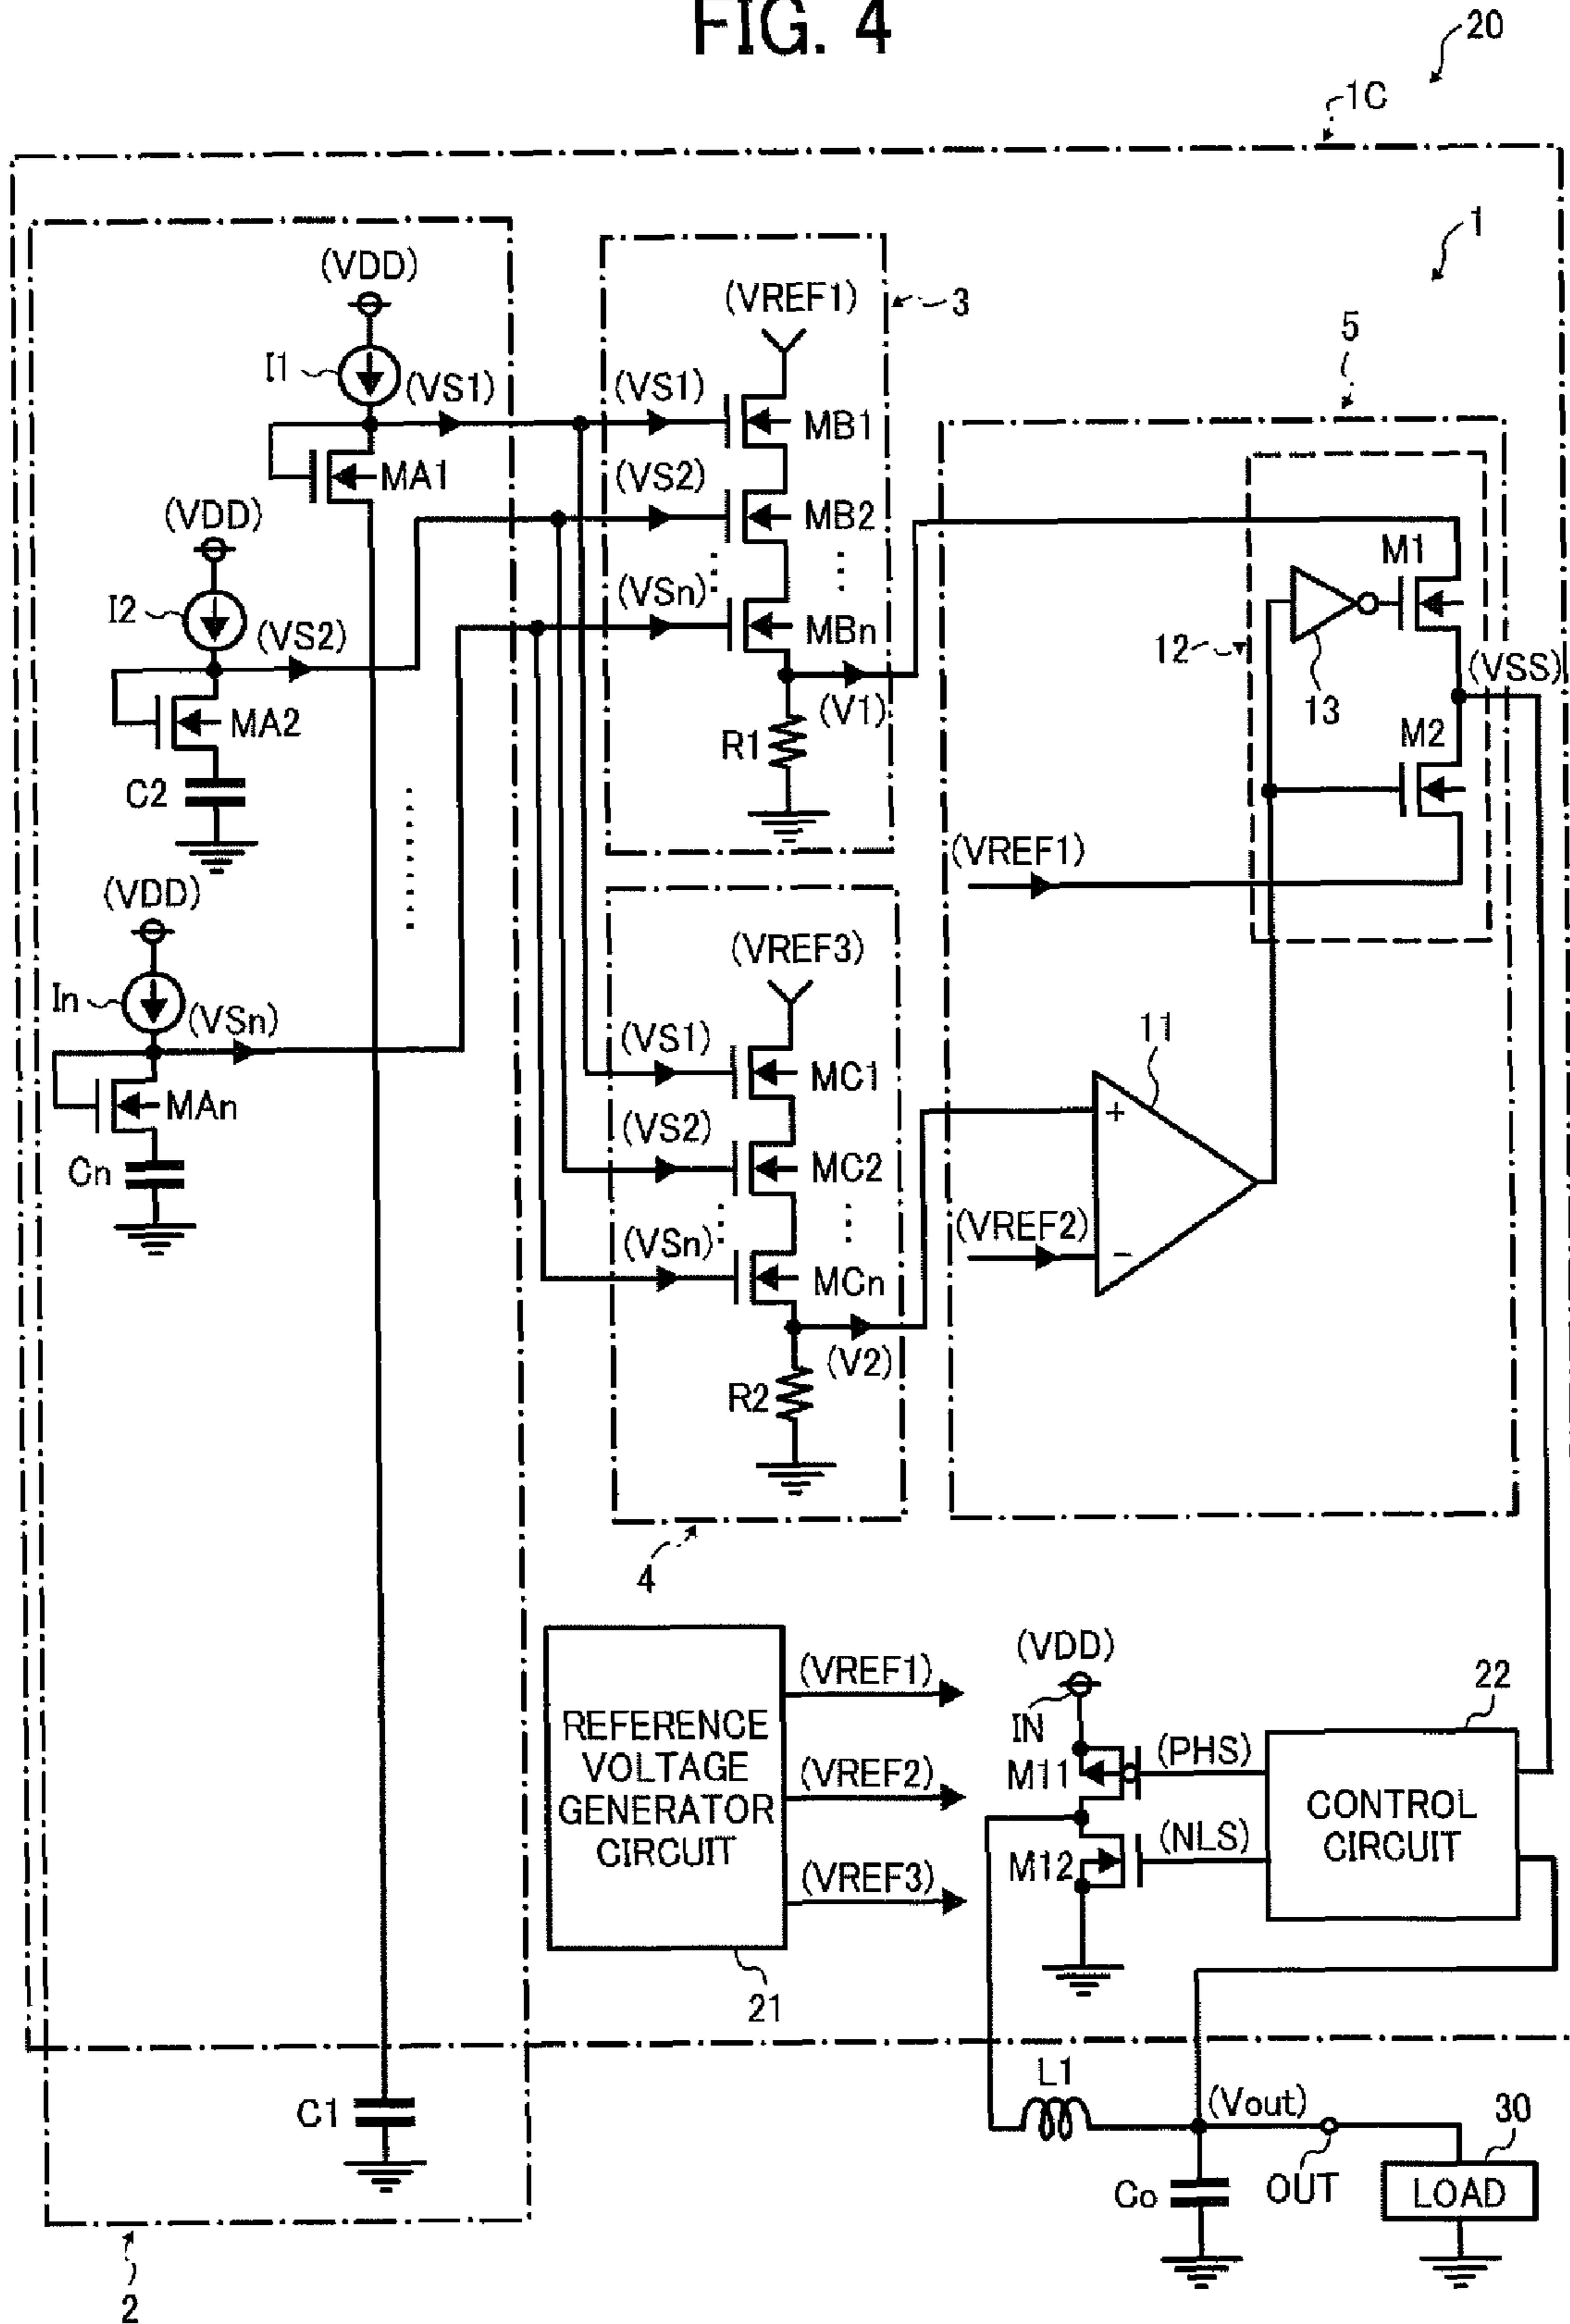 FIG. 4
20
1C
1
(VDD)
I1
(VS1)
MA1
(VDD)
I2
(VS2)
MA2
C2
(VDD)
In
(VSn)
MAn
Cn
C1
2
3
(VREF1)
(VS1)
MB1
(VS2)
MB2
(VSn)
MBn
(V1)
R1
(VREF3)
(VS1)
MC1
(VS2)
MC2
(VSn)
MCn
(V2)
R2
4
5
M1
12
13
(VSS)
M2
(VREF1)
11
+
(VREF2)
−
REFERENCE
VOLTAGE
GENERATOR
CIRCUIT
21
(VREF1)
(VREF2)
(VREF3)
(VDD)
IN
M11
(PHS)
M12
(NLS)
22
CONTROL
CIRCUIT
L1
(Vout)
Co
OUT
30
LOAD